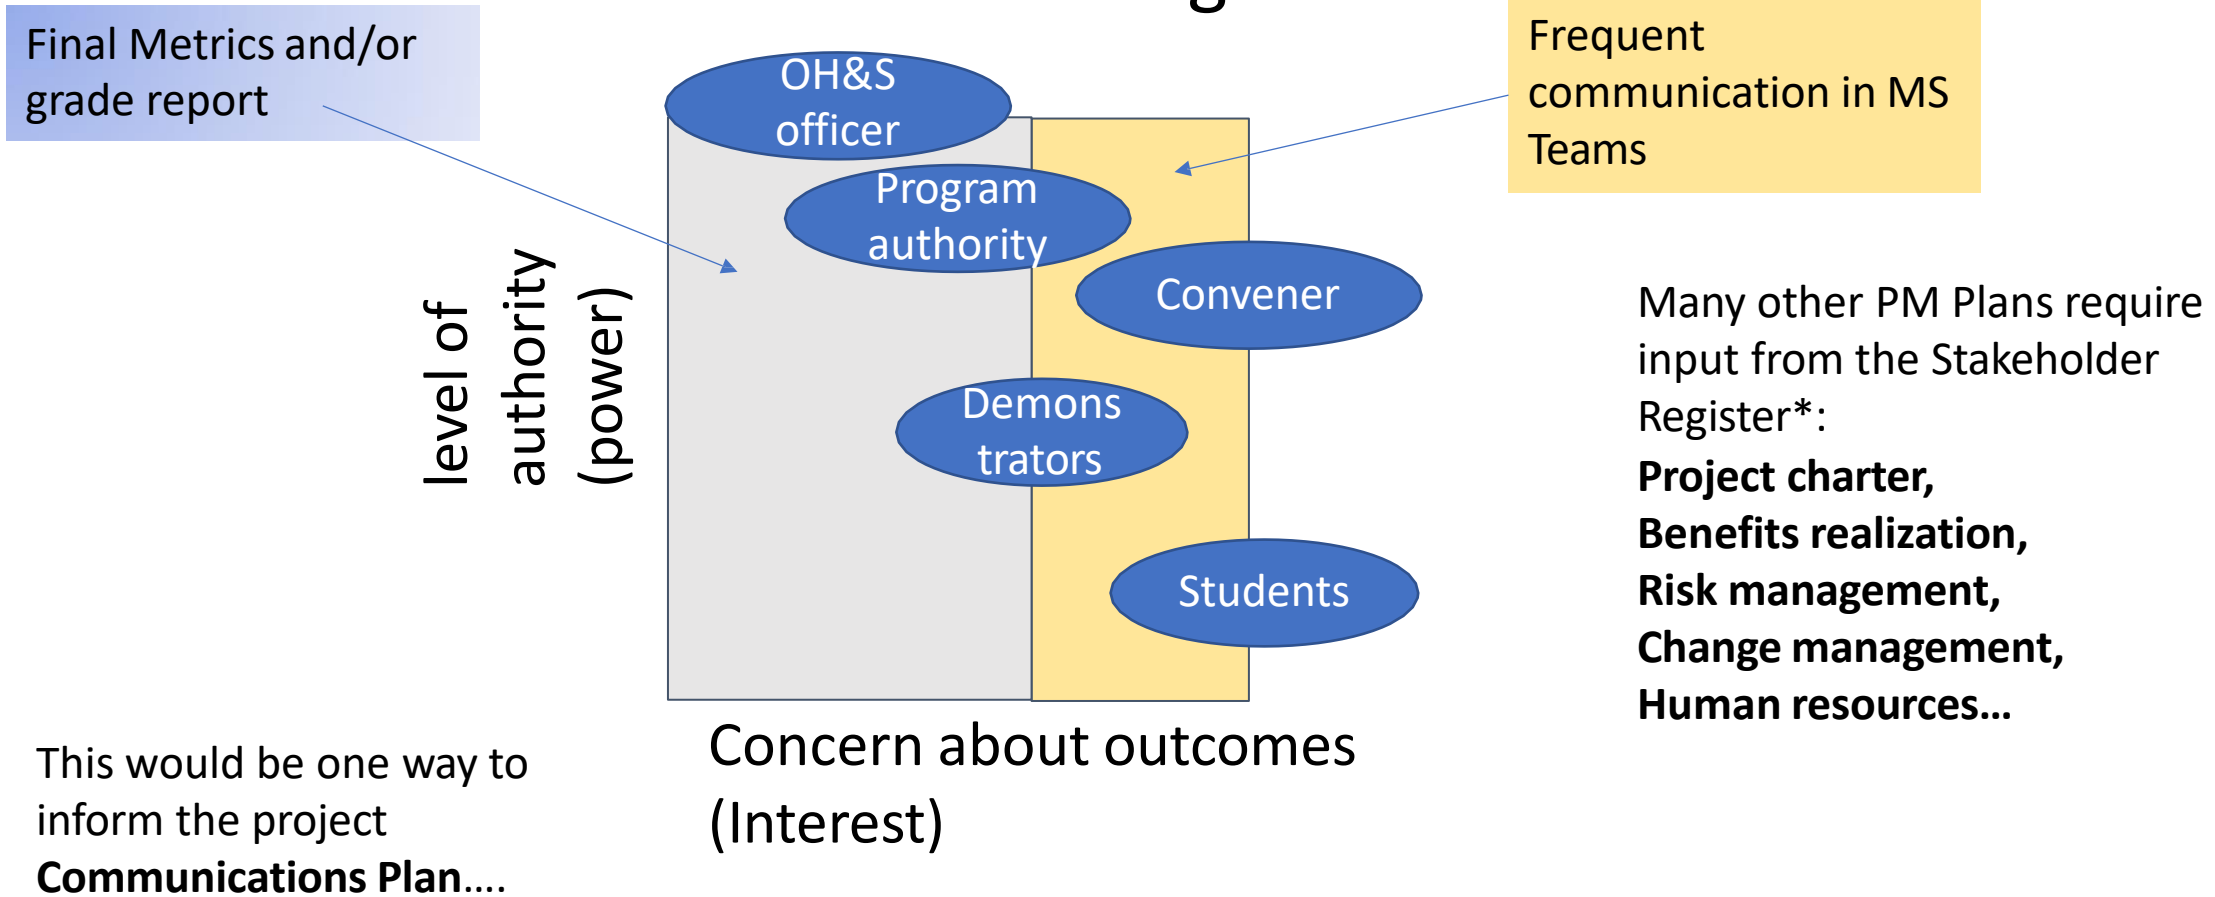 Final Metrics and/or
grade report
OH&S
officer
Frequent
communication in MS
Teams
Program
authority
Convener
level of
authority
(power)
Demons
trators
Students
Many other PM Plans require
input from the Stakeholder
Register*:
Project charter,
Benefits realization,
Risk management,
Change management,
Human resources…
Concern about outcomes
(Interest)
This would be one way to
inform the project
Communications Plan….